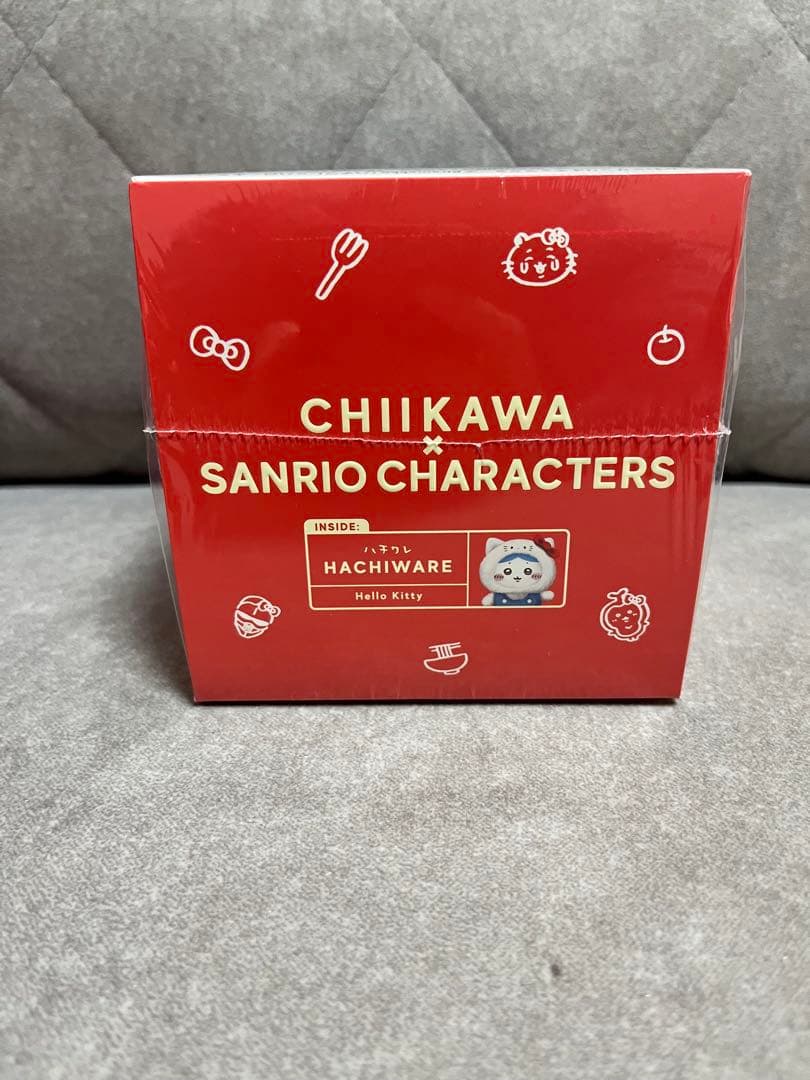 CHIIKAWA
×
SANRIO CHARACTERS
INSIDE:
ハチワレ
HACHIWARE
Hello Kitty